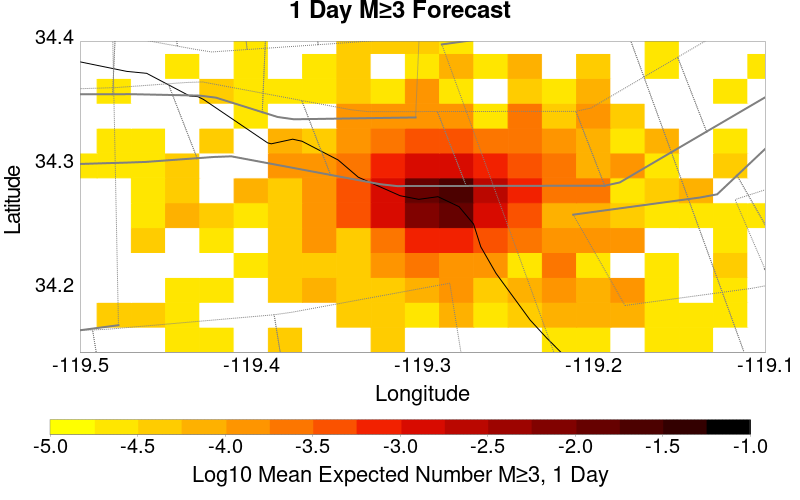 1 Day M≥3 Forecast
34.4
34.3
34.2
Latitude
-119.5 -119.4 -119.3 -119.2 -119.1
Longitude
-5.0 -4.5 -4.0 -3.5 -3.0 -2.5 -2.0 -1.5 -1.0
Log10 Mean Expected Number M≥3, 1 Day